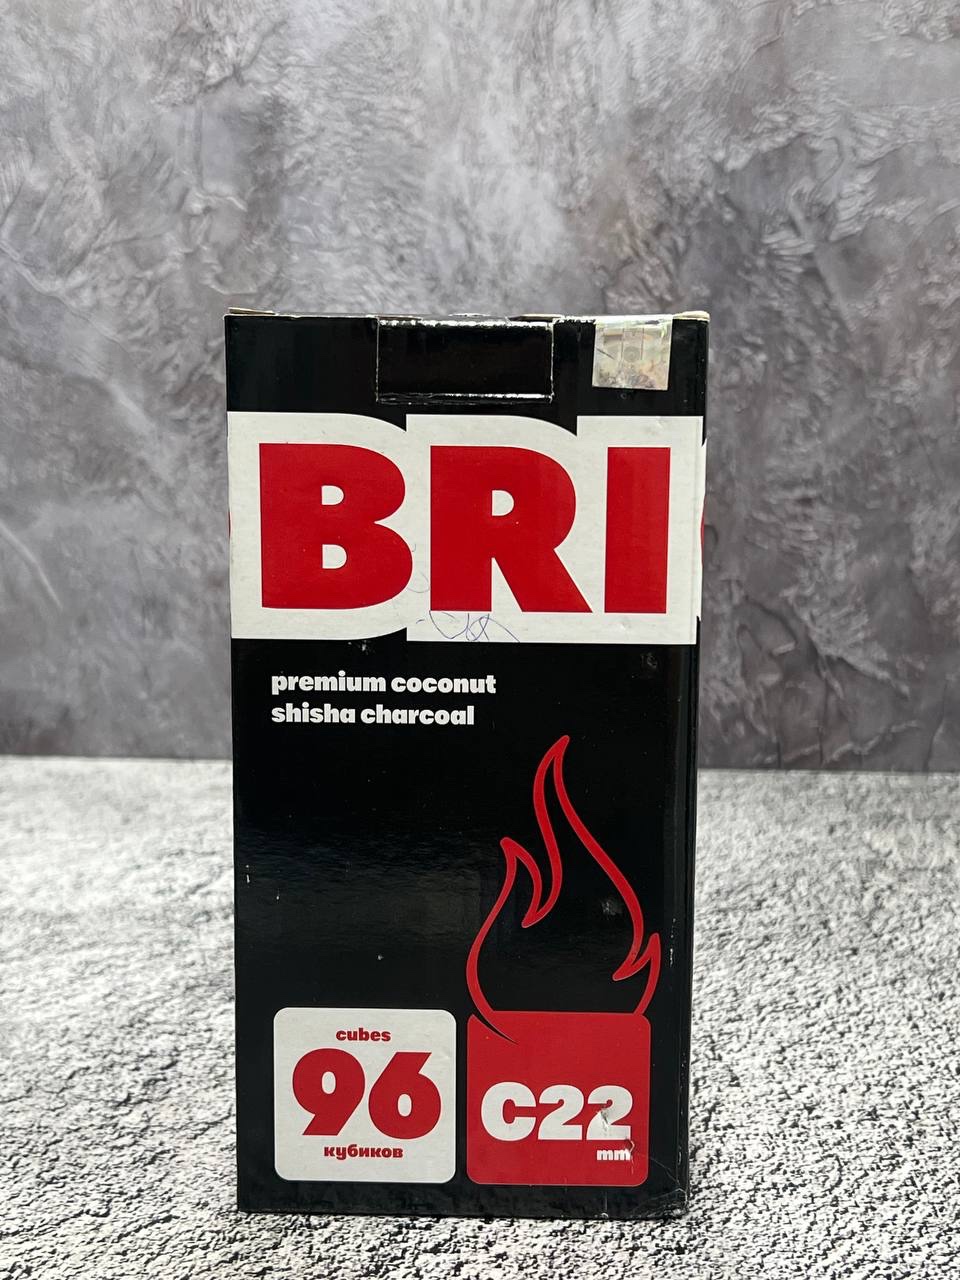 BRI
premium coconut
shisha charcoal
cubes
96
кубиков
C22
mm